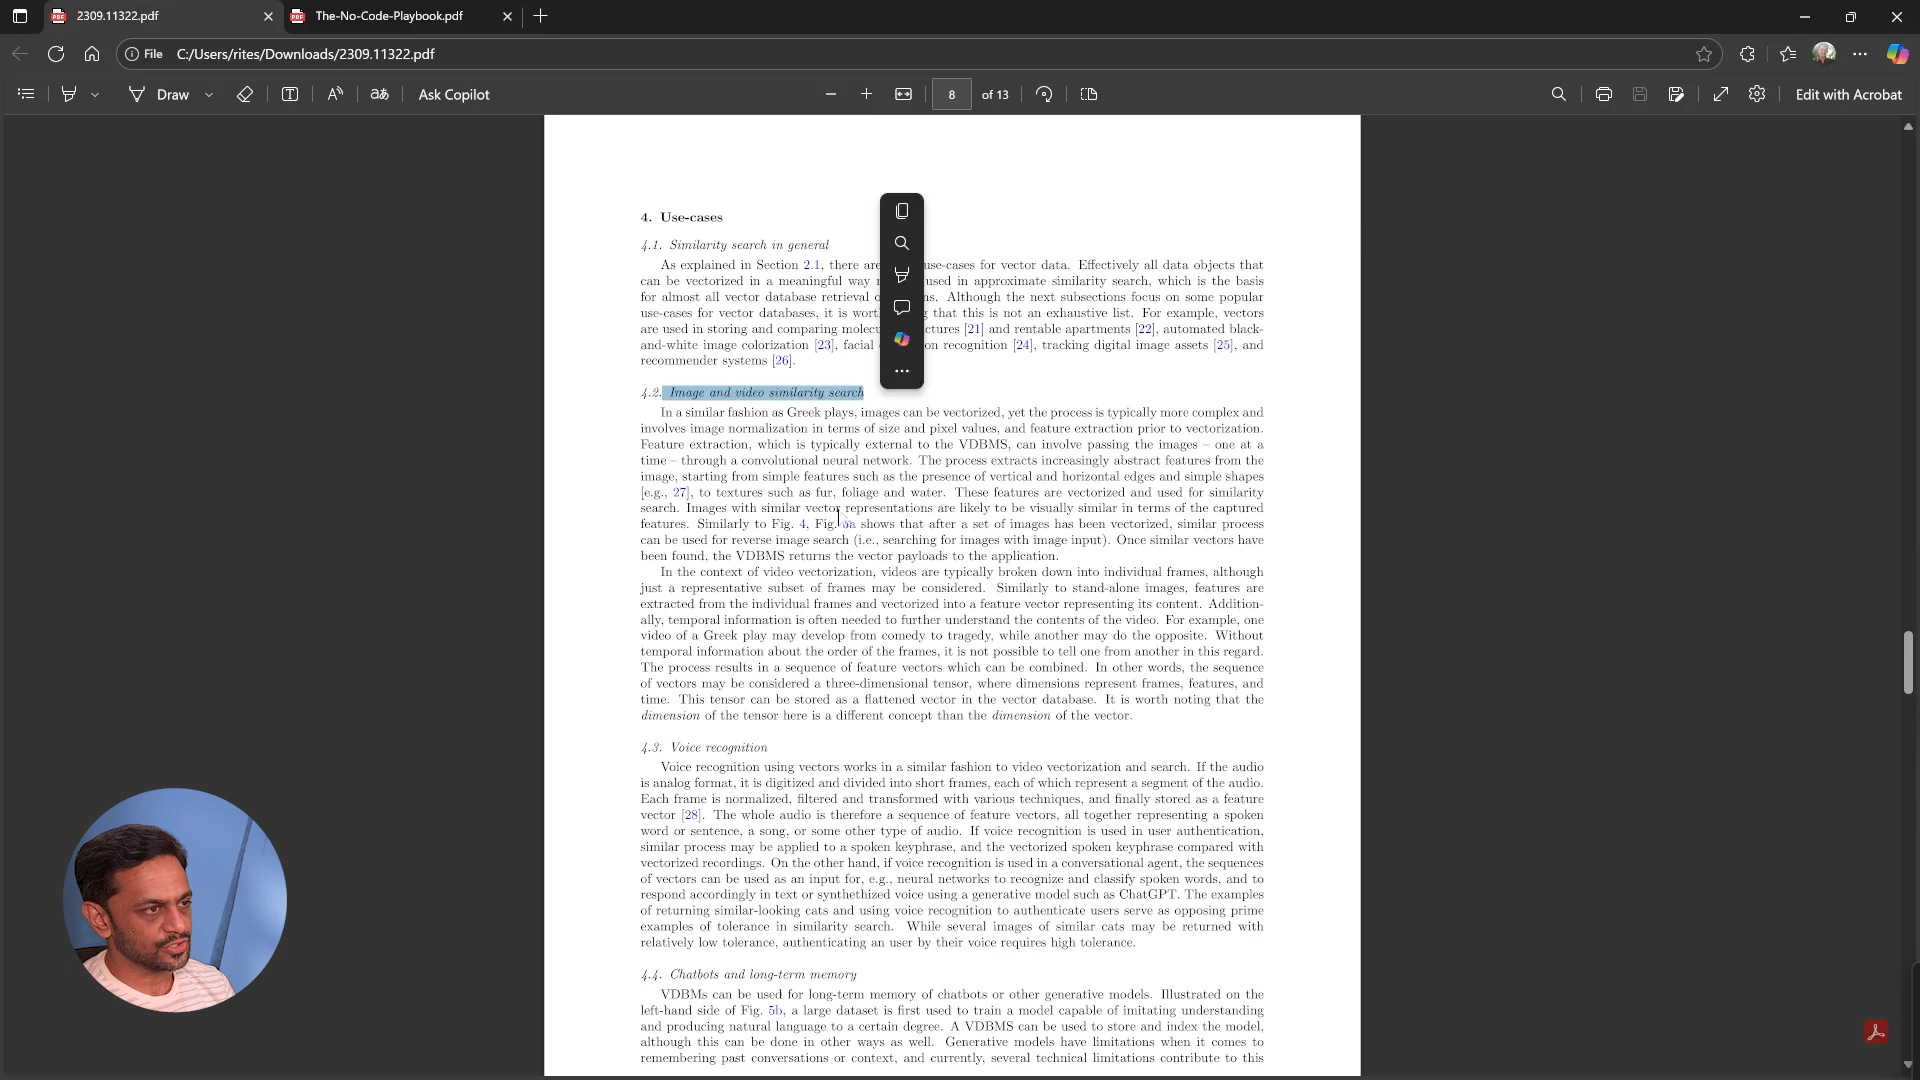 2309.11322.pdf
The-No-Code-Playbook.pdf
File C:/Users/rites/Downloads/2309.11322.pdf
Draw
Ask Copilot
8 of 13
Edit with Acrobat
4. Use-cases
4.1. Similarity search in general
As explained in Section 2.1, there are use-cases for vector data. Effectively all data objects that
can be vectorized in a meaningful way used in approximate similarity search, which is the basis
for almost all vector database retrieval Although the next subsections focus on some popular
use-cases for vector databases, it is that this is not an exhaustive list. For example, vectors
are used in storing and comparing [21] and rentable apartments [22], automated black-
and-white image colorization [23], facial recognition [24], tracking digital image assets [25], and
recommender systems [26].
4.2. Image and video similarity search
In a similar fashion as Greek plays, images can be vectorized, yet the process is typically more complex and
involves image normalization in terms of size and pixel values, and feature extraction prior to vectorization.
Feature extraction, which is typically external to the VDBMS, can involve passing the images – one at a
time – through a convolutional neural network. The process extracts increasingly abstract features from the
image, starting from simple features such as the presence of vertical and horizontal edges and simple shapes
[e.g., 27], to textures such as fur, foliage and water. These features are vectorized and used for similarity
search. Images with similar vector representations are likely to be visually similar in terms of the captured
features. Similarly to Fig. 4, Fig. 5a shows that after a set of images has been vectorized, similar process
can be used for reverse image search (i.e., searching for images with image input). Once similar vectors have
been found, the VDBMS returns the vector payloads to the application.
In the context of video vectorization, videos are typically broken down into individual frames, although
just a representative subset of frames may be considered. Similarly to stand-alone images, features are
extracted from the individual frames and vectorized into a feature vector representing its content. Addition-
ally, temporal information is often needed to further understand the contents of the video. For example, one
video of a Greek play may develop from comedy to tragedy, while another may do the opposite. Without
temporal information about the order of the frames, it is not possible to tell one from another in this regard.
The process results in a sequence of feature vectors which can be combined. In other words, the sequence
of vectors may be considered a three-dimensional tensor, where dimensions represent frames, features, and
time. This tensor can be stored as a flattened vector in the vector database. It is worth noting that the
dimension of the tensor here is a different concept than the dimension of the vector.
4.3. Voice recognition
Voice recognition using vectors works in a similar fashion to video vectorization and search. If the audio
is analog format, it is digitized and divided into short frames, each of which represent a segment of the audio.
Each frame is normalized, filtered and transformed with various techniques, and finally stored as a feature
vector [28]. The whole audio is therefore a sequence of feature vectors, all together representing a spoken
word or sentence, a song, or some other type of audio. If voice recognition is used in user authentication,
similar process may be applied to a spoken keyphrase, and the vectorized spoken keyphrase compared with
vectorized recordings. On the other hand, if voice recognition is used in a conversational agent, the sequences
of vectors can be used as an input for, e.g., neural networks to recognize and classify spoken words, and to
respond accordingly in text or synthethized voice using a generative model such as ChatGPT. The examples
of returning similar-looking cats and using voice recognition to authenticate users serve as opposing prime
examples of tolerance in similarity search. While several images of similar cats may be returned with
relatively low tolerance, authenticating an user by their voice requires high tolerance.
4.4. Chatbots and long-term memory
VDBMs can be used for long-term memory of chatbots or other generative models. Illustrated on the
left-hand side of Fig. 5b, a large dataset is first used to train a model capable of imitating understanding
and producing natural language to a certain degree. A VDBMS can be used to store and index the model,
although this can be done in other ways as well. Generative models have limitations when it comes to
remembering past conversations or context, and currently, several technical limitations contribute to this